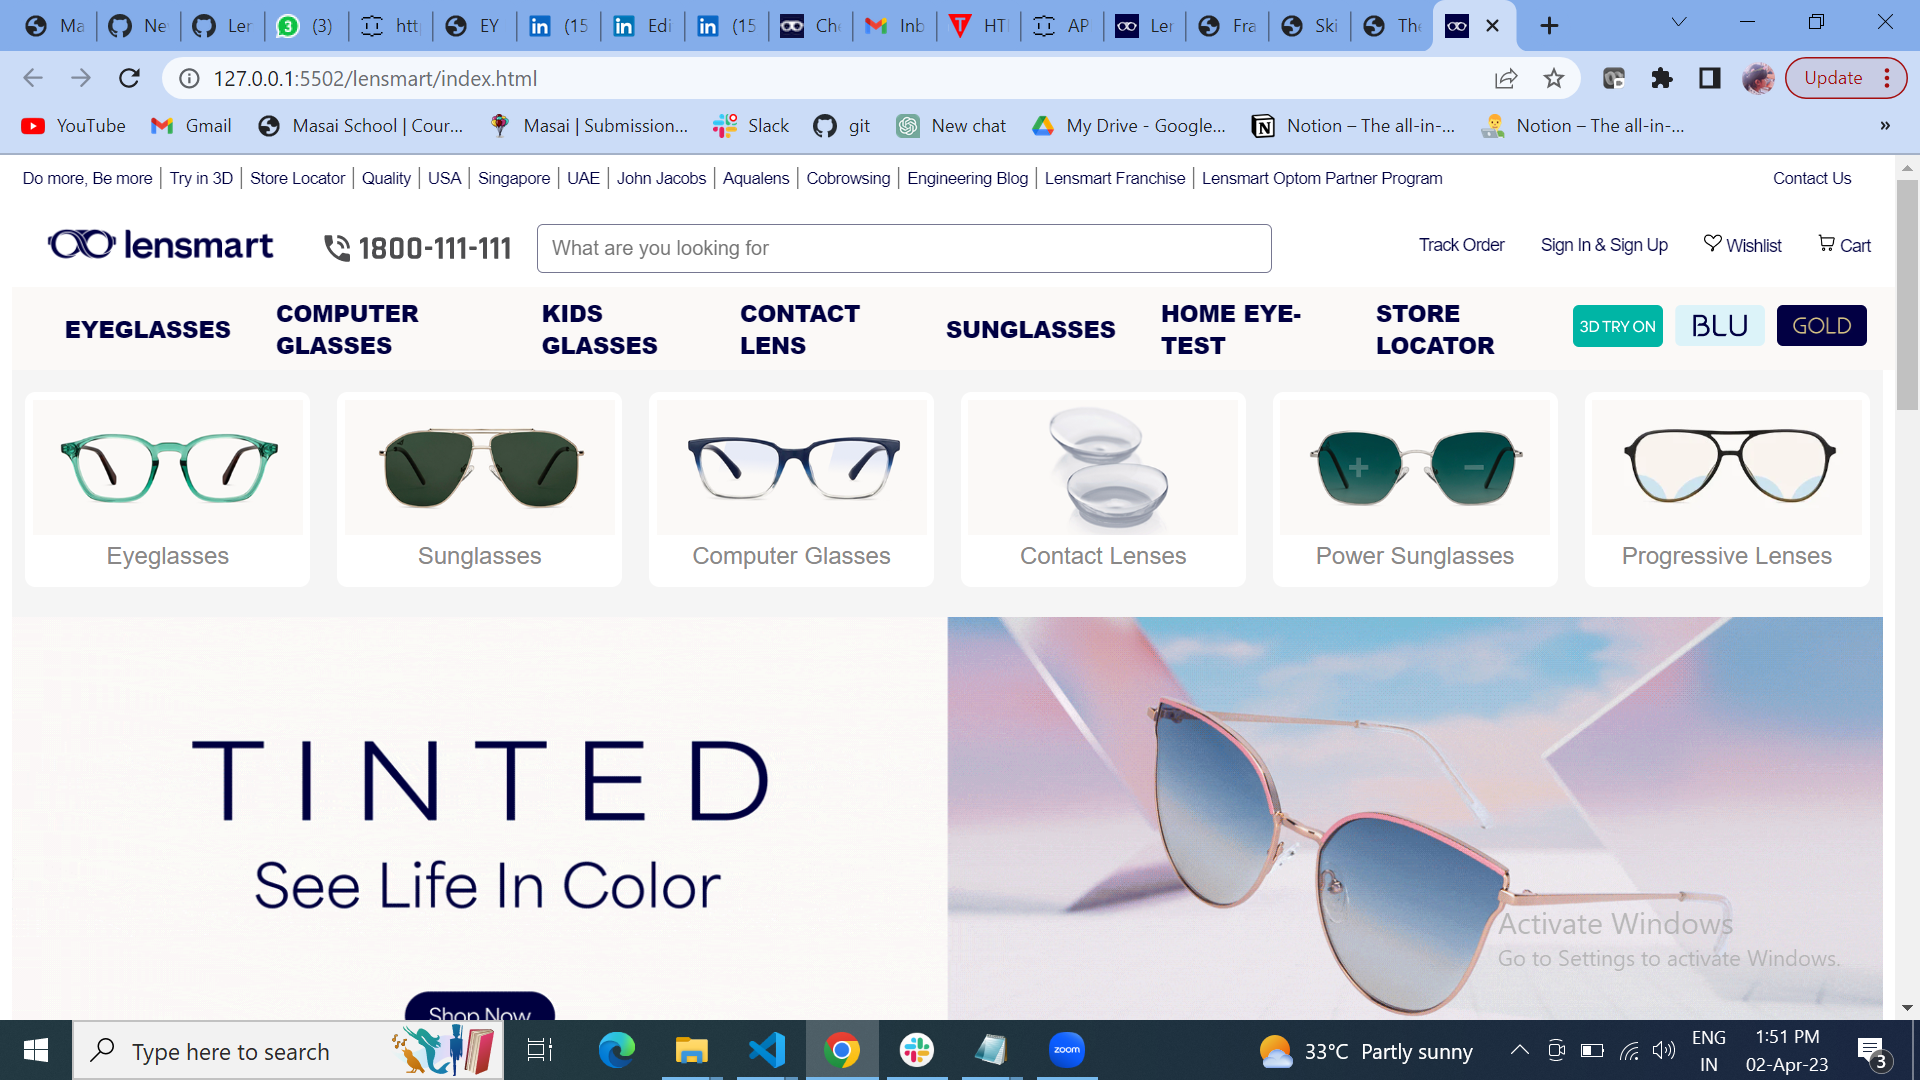 Ma Ne Ler (3) http EY (15 Edi (15 Che Inb HTI AP Ler Fra Ski The
127.0.0.1:5502/lensmart/index.html Update
YouTube Gmail Masai School | Cour... Masai | Submission... Slack git New chat My Drive - Google... Notion – The all-in-... Notion – The all-in-... »
Do more, Be more | Try in 3D | Store Locator | Quality | USA | Singapore | UAE | John Jacobs | Aqualens | Cobrowsing | Engineering Blog | Lensmart Franchise | Lensmart Optom Partner Program Contact Us
lensmart 1800-111-111 What are you looking for Track Order Sign In & Sign Up Wishlist Cart
EYEGLASSES COMPUTER GLASSES KIDS GLASSES CONTACT LENS SUNGLASSES HOME EYE-TEST STORE LOCATOR 3D TRY ON BLU GOLD
Eyeglasses Sunglasses Computer Glasses Contact Lenses Power Sunglasses Progressive Lenses
TINTED
See Life In Color
Shop Now
Activate Windows
Go to Settings to activate Windows.
Type here to search zoom 33°C Partly sunny ENG IN 1:51 PM 02-Apr-23 3